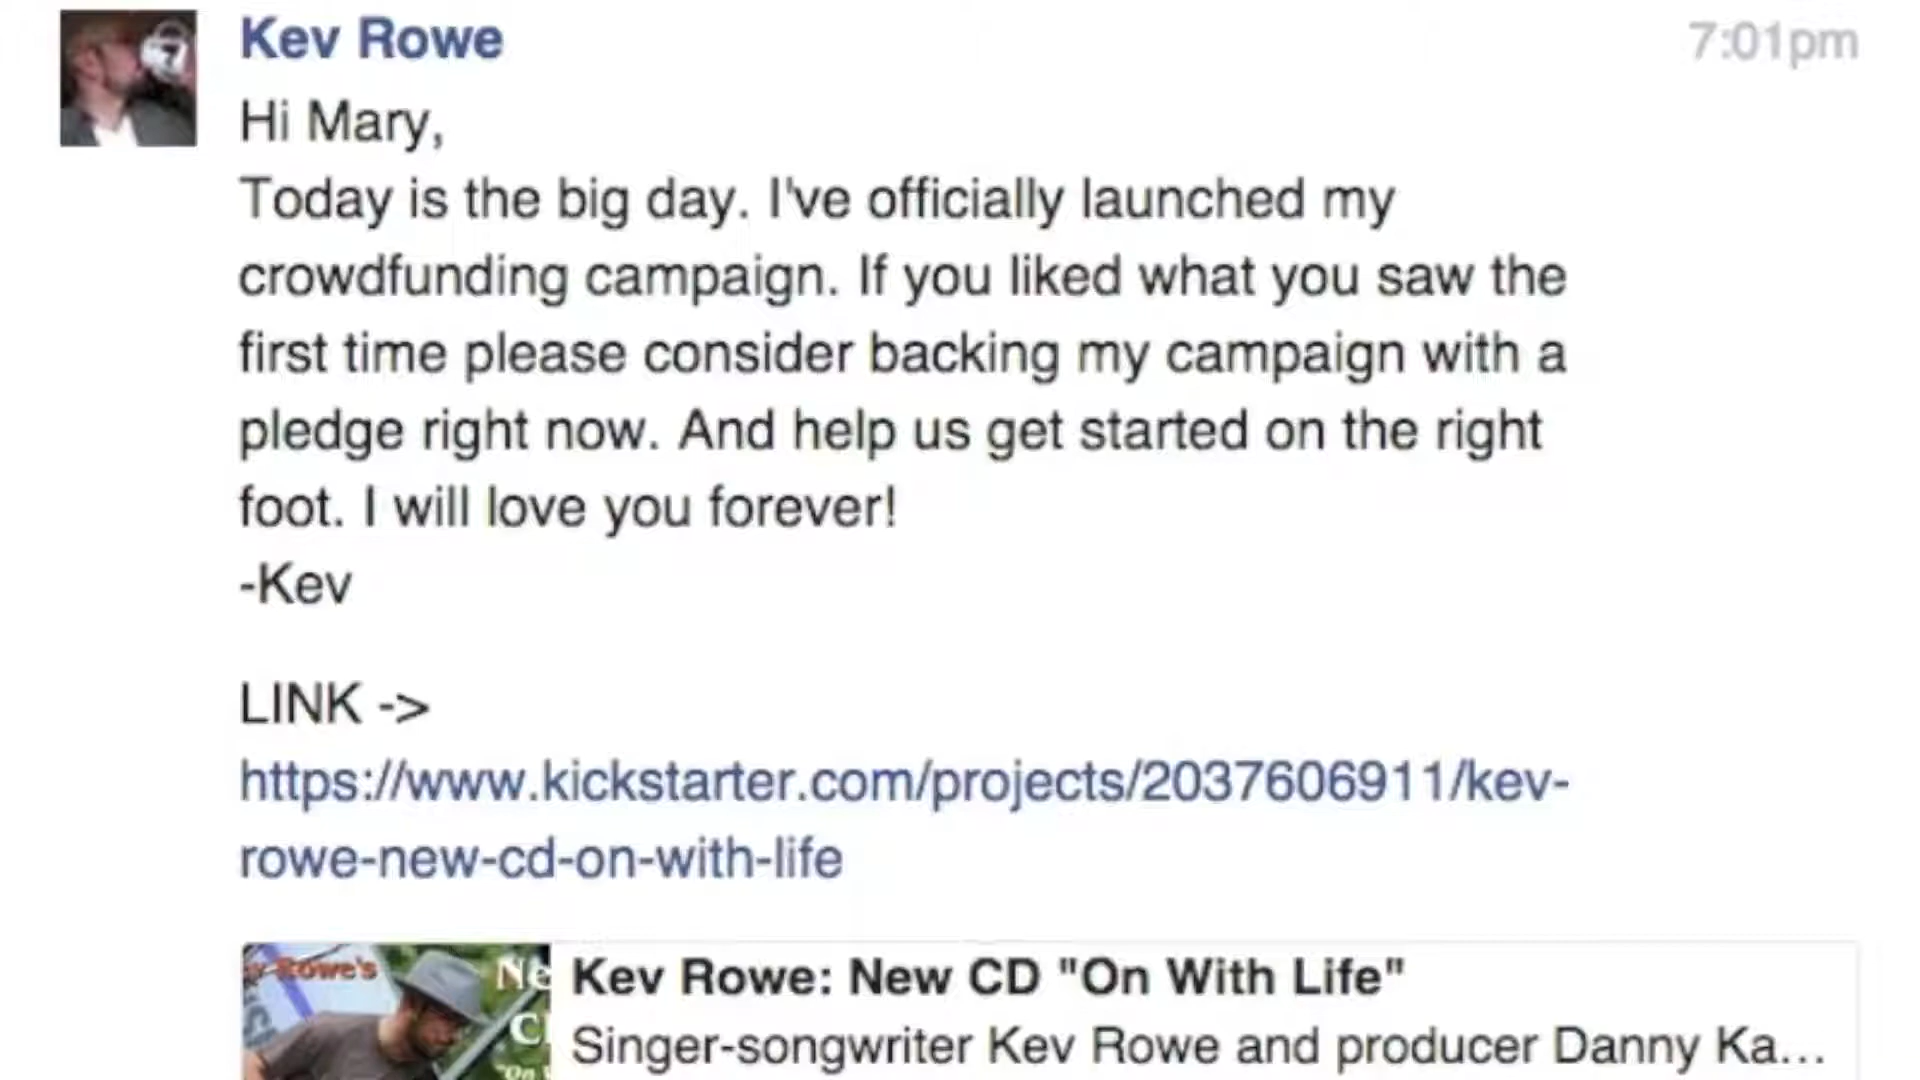 Kev Rowe
7:01pm
Hi Mary,
Today is the big day. I've officially launched my
crowdfunding campaign. If you liked what you saw the
first time please consider backing my campaign with a
pledge right now. And help us get started on the right
foot. I will love you forever!
-Kev
LINK ->
https://www.kickstarter.com/projects/2037606911/kev-
rowe-new-cd-on-with-life
Rowe's
Kev Rowe: New CD "On With Life"
Singer-songwriter Kev Rowe and producer Danny Ka...